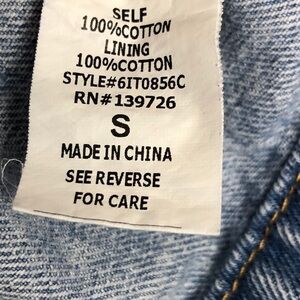 SELF
100%COTTON
LINING
100%COTTON
STYLE#6IT0856C
RN#139726
S
MADE IN CHINA
SEE REVERSE
FOR CARE